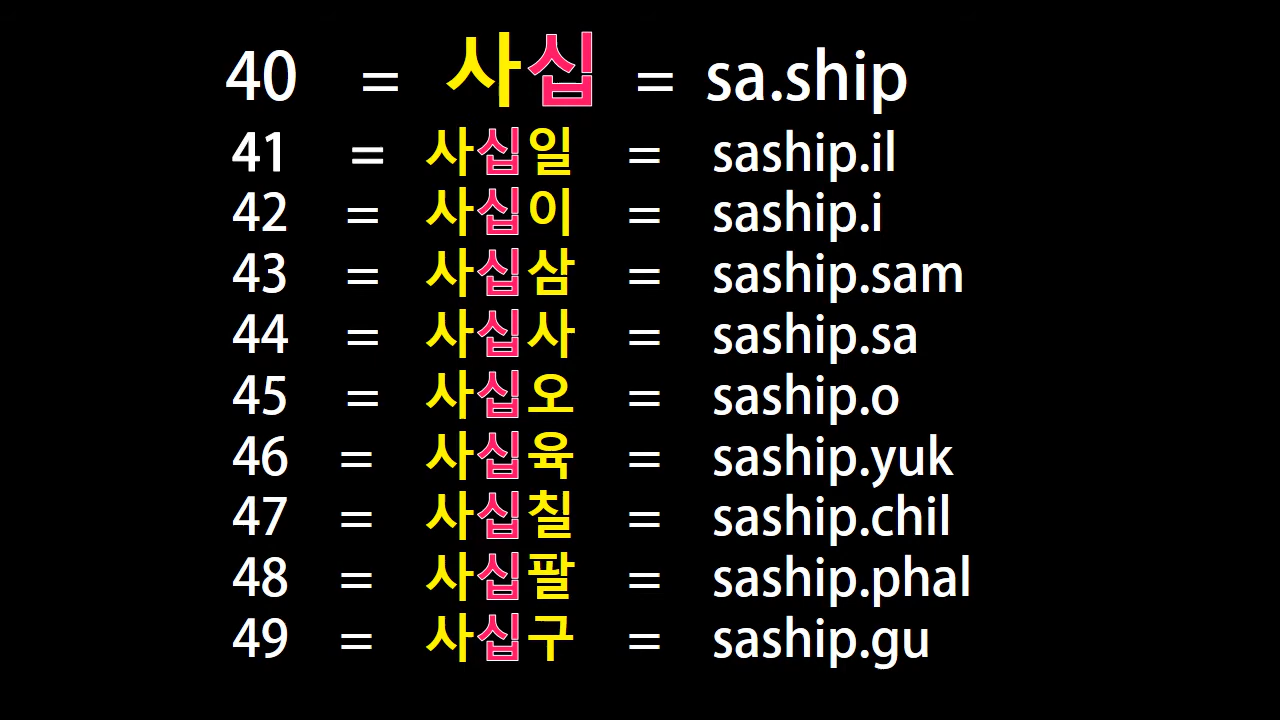 40 = 사십 = sa.ship
41 = 사십일 = saship.il
42 = 사십이 = saship.i
43 = 사십삼 = saship.sam
44 = 사십사 = saship.sa
45 = 사십오 = saship.o
46 = 사십육 = saship.yuk
47 = 사십칠 = saship.chil
48 = 사십팔 = saship.phal
49 = 사십구 = saship.gu